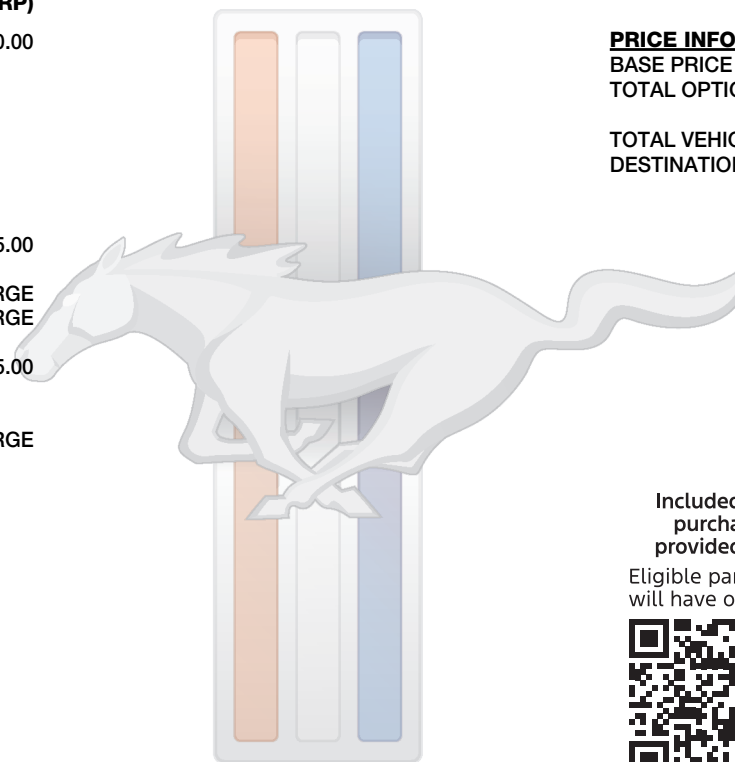 RP)
0.00
5.00
RGE
RGE
5.00
RGE
PRICE INFO
BASE PRICE
TOTAL OPTIO
TOTAL VEHIC
DESTINATION
Included
purcha
provided
Eligible par
will have o